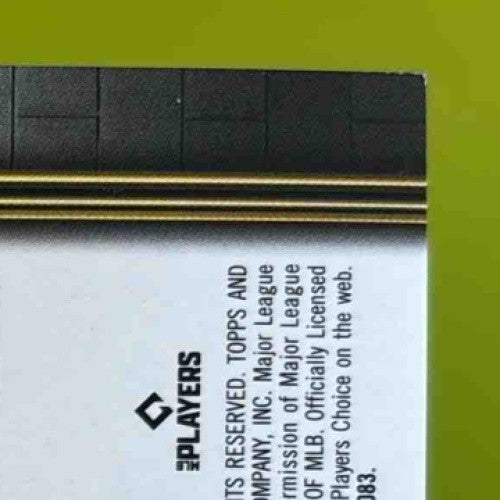 PLAYERS
TS RESERVED. TOPPS AND
OMPANY, INC. Major League
rmission of Major League
OF MLB. Officially Licensed
Players Choice on the web.
083.